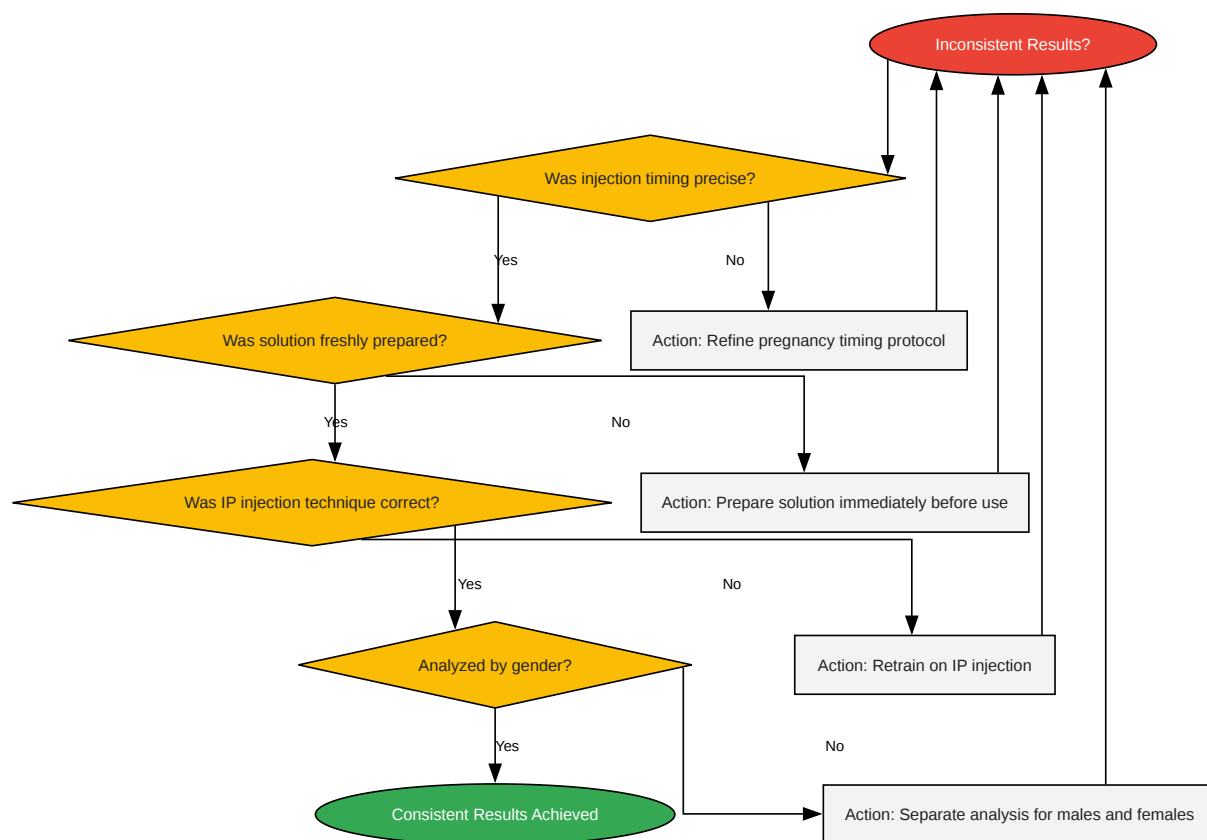 Inconsistent Results?
Was injection timing precise?
Yes
No
Was solution freshly prepared?
Action: Refine pregnancy timing protocol
Yes
No
Was IP injection technique correct?
Action: Prepare solution immediately before use
Yes
No
Analyzed by gender?
Action: Retrain on IP injection
Yes
No
Consistent Results Achieved
Action: Separate analysis for males and females